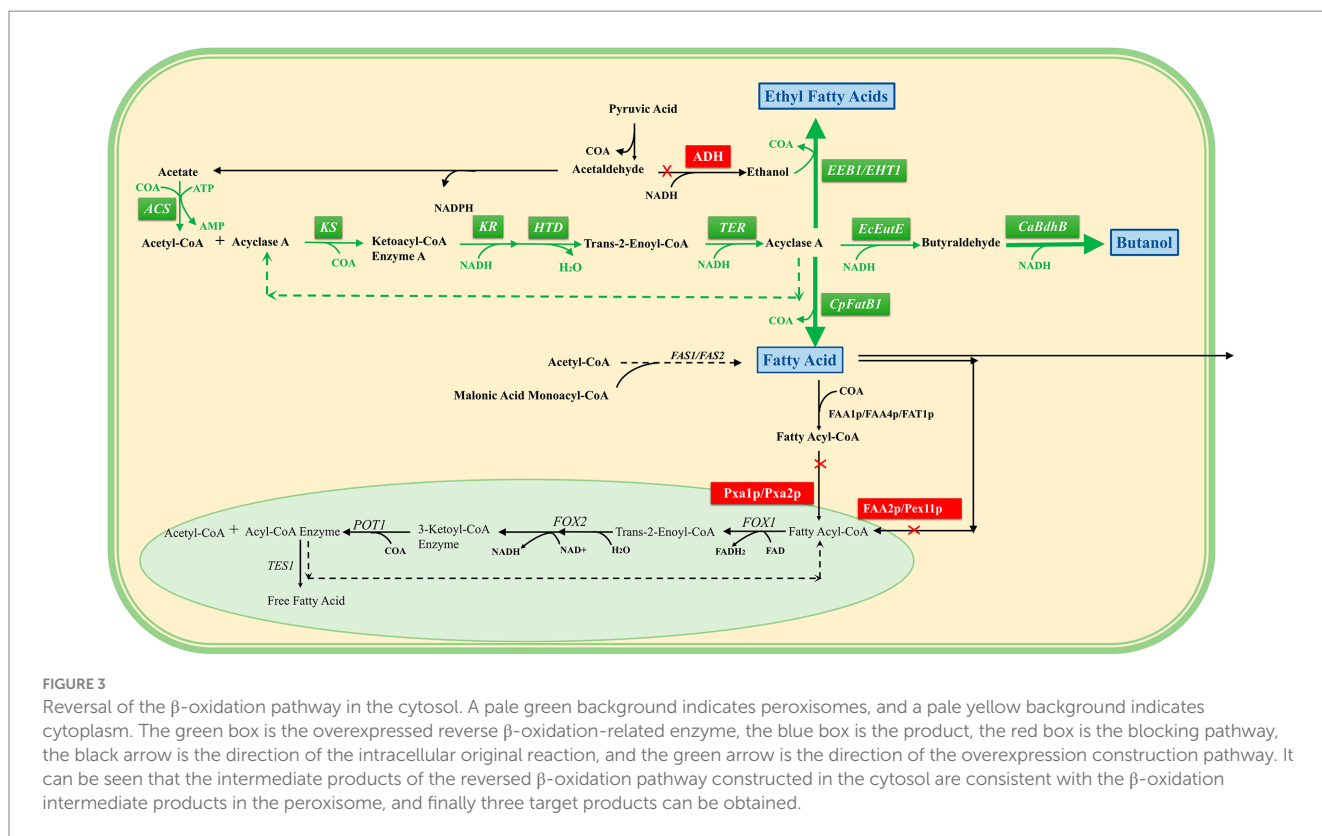 Ethyl Fatty Acids
Pyruvic Acid
COA
COA
ADH
Acetaldehyde
Ethanol
EEB1/EHT1
Acetate
NADH
COA
ATP
NADPH
ACS
AMP
KS
KR
HTD
TER
EcEutE
CaBdhB
Acetyl-CoA + Acyclase A
Ketoacyl-CoA
Enzyme A
Trans-2-Enoyl-CoA
Acyclase A
Butyraldehyde
Butanol
COA
NADH
H2O
NADH
NADH
NADH
CpFatB1
COA
Acetyl-CoA
FAS1/FAS2
Fatty Acid
Malonic Acid Monoacyl-CoA
COA
FAA1p/FAA4p/FAT1p
Fatty Acyl-CoA
Pxa1p/Pxa2p
FAA2p/Pex11p
Acetyl-CoA + Acyl-CoA Enzyme
POT1
3-Ketoyl-CoA
Enzyme
FOX2
Trans-2-Enoyl-CoA
FOX1
Fatty Acyl-CoA
COA
NADH
NAD+
H2O
FADH2
FAD
TES1
Free Fatty Acid
FIGURE 3
Reversal of the β-oxidation pathway in the cytosol. A pale green background indicates peroxisomes, and a pale yellow background indicates
cytoplasm. The green box is the overexpressed reverse β-oxidation-related enzyme, the blue box is the product, the red box is the blocking pathway,
the black arrow is the direction of the intracellular original reaction, and the green arrow is the direction of the overexpression construction pathway. It
can be seen that the intermediate products of the reversed β-oxidation pathway constructed in the cytosol are consistent with the β-oxidation
intermediate products in the peroxisome, and finally three target products can be obtained.